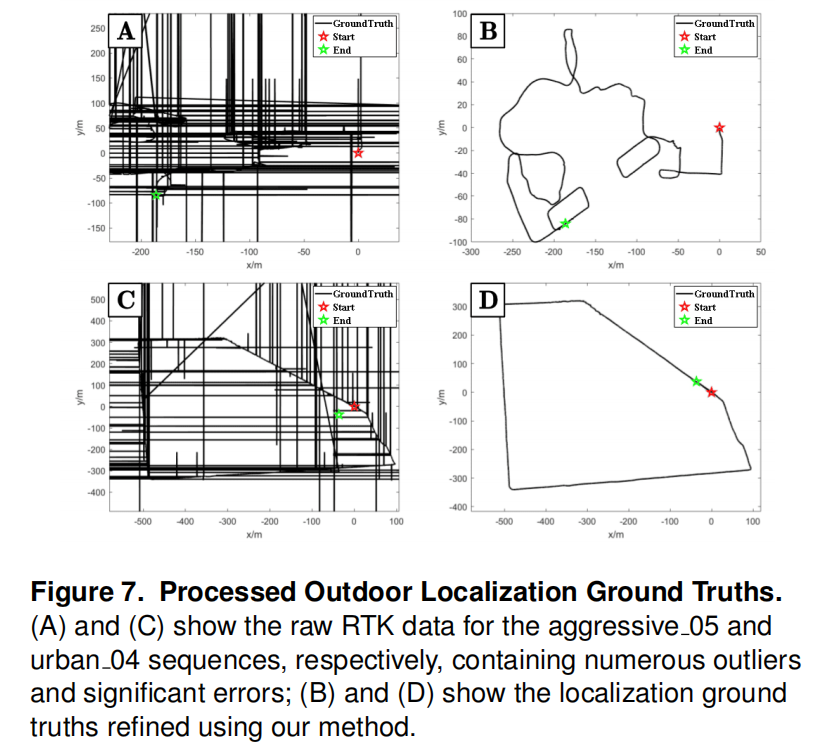 A
GroundTruth
Start
End
250
200
150
100
50
0
-50
-100
-150
y/m
-200
-150
-100
-50
0
x/m
B
GroundTruth
Start
End
100
80
60
40
20
0
-20
-40
-60
-80
-100
y/m
-300
-250
-200
-150
-100
-50
0
50
x/m
C
GroundTruth
Start
End
500
400
300
200
100
0
-100
-200
-300
-400
y/m
-500
-400
-300
-200
-100
0
100
x/m
D
GroundTruth
Start
End
300
200
100
0
-100
-200
-300
-400
y/m
-500
-400
-300
-200
-100
0
100
x/m
Figure 7. Processed Outdoor Localization Ground Truths.
(A) and (C) show the raw RTK data for the aggressive_05 and
urban_04 sequences, respectively, containing numerous outliers
and significant errors; (B) and (D) show the localization ground
truths refined using our method.